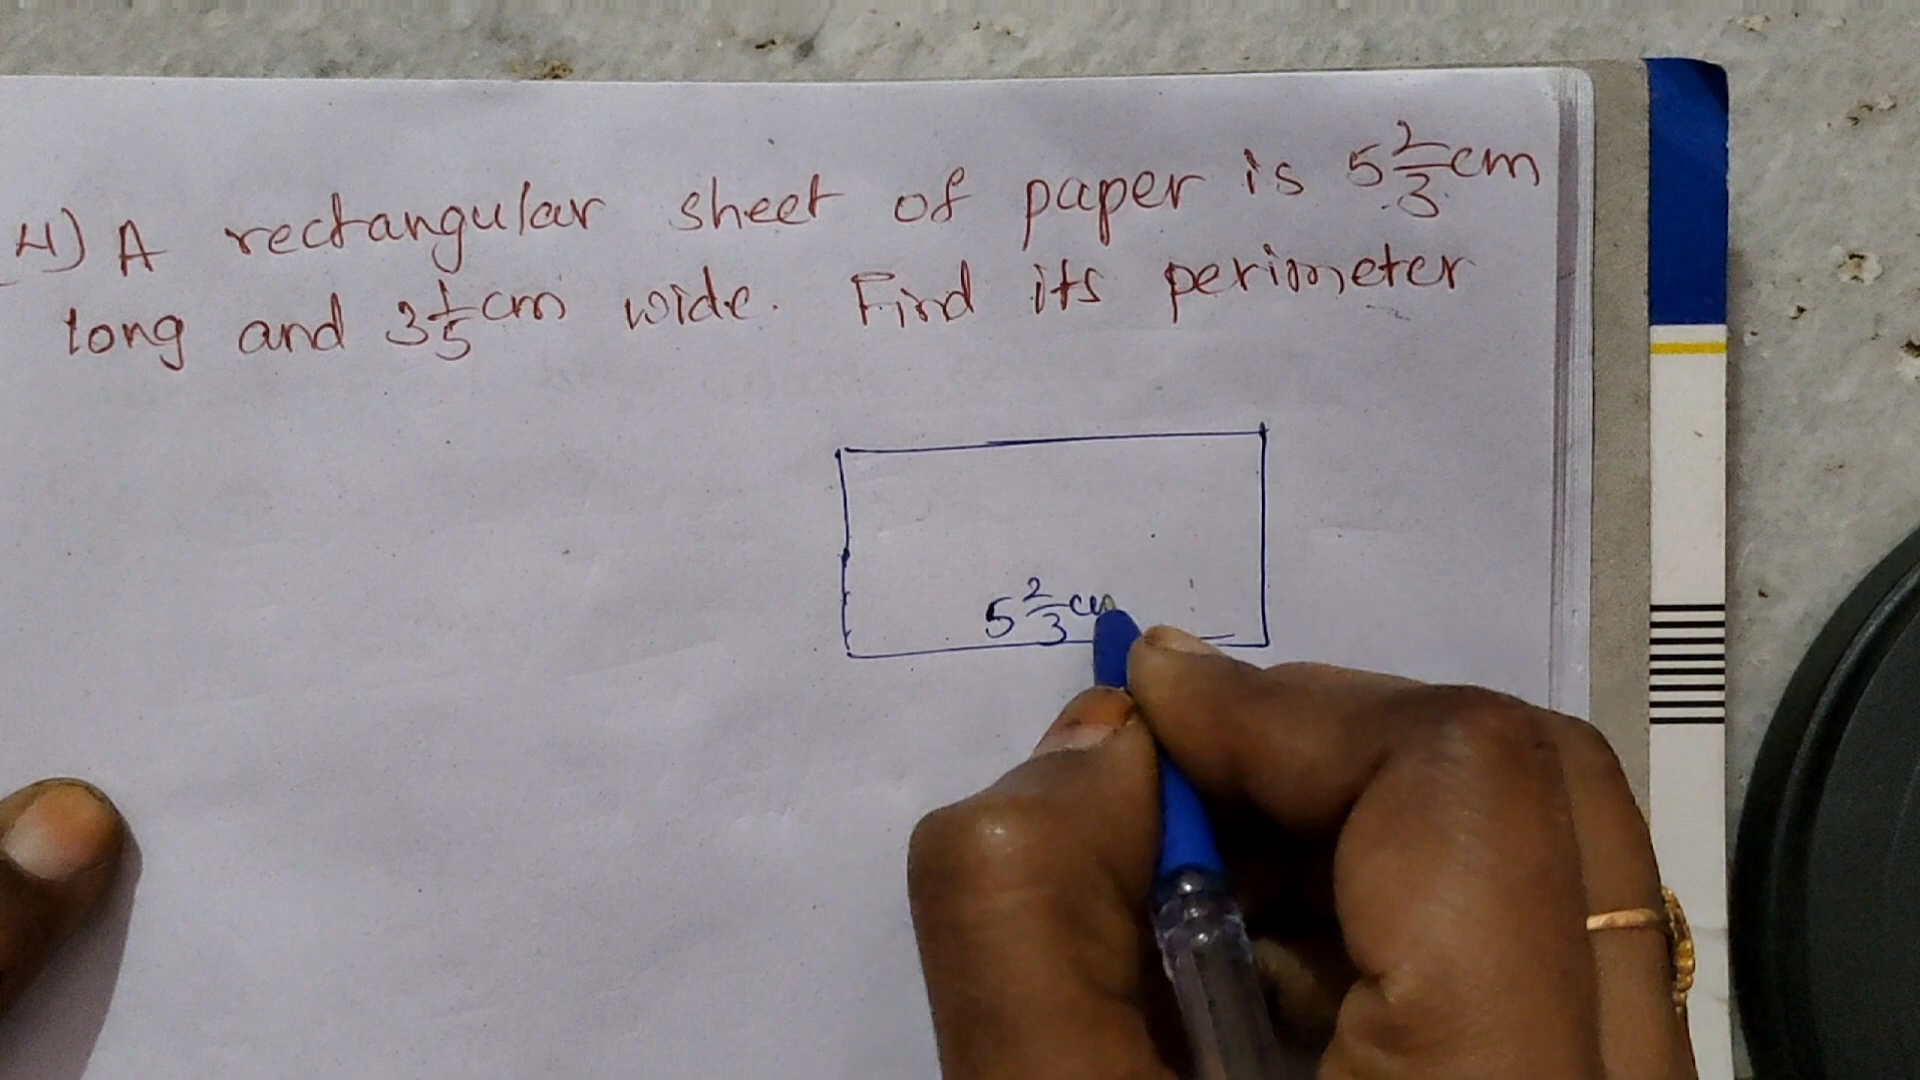 4) A rectangular sheet of paper is 5 2/3 cm
long and 3 1/5 cm wide. Find its perimeter
5 2/3 cm